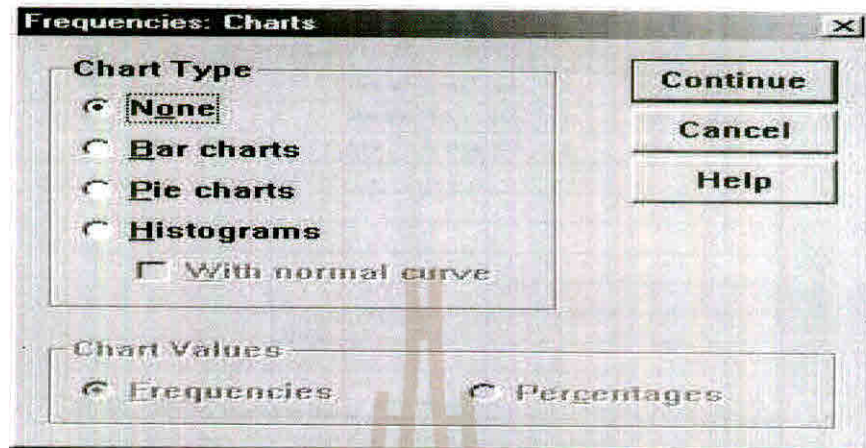 Frequencies: Charts
Chart Type
None
Bar charts
Pie charts
Histograms
With normal curve
Continue
Cancel
Help
Chart Values
Frequencies
Percentages